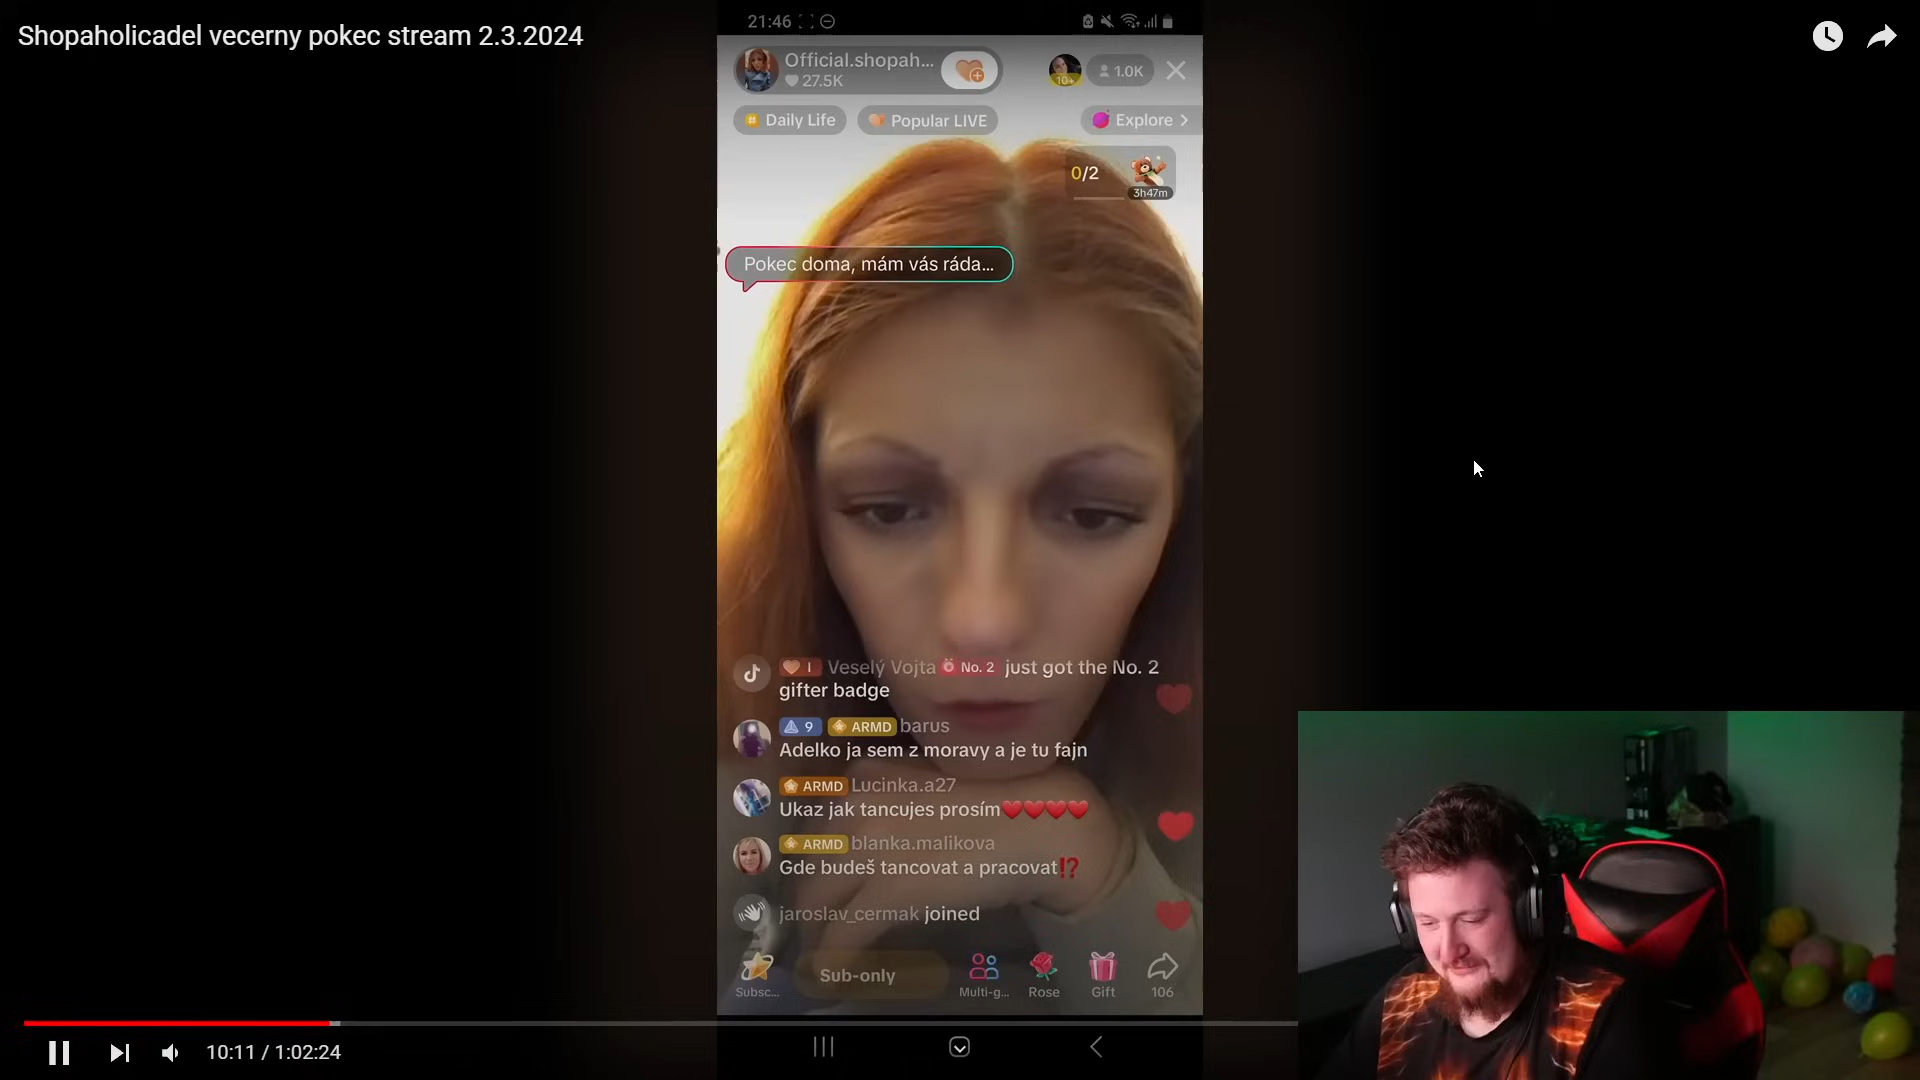 Shopaholicadel vecerny pokec stream 2.3.2024
21:46
Official.shopah...
27.5K
10+
1.0K
Daily Life
Popular LIVE
Explore
0/2
3h47m
Pokec doma, mám vás ráda...
Veselý Vojta No. 2 just got the No. 2
gifter badge
9 ARMD barus
Adelko ja sem z moravy a je tu fajn
ARMD Lucinka.a27
Ukaz jak tancujes prosím❤❤❤❤
ARMD blanka.malikova
Gde budeš tancovat a pracovat⁉
jaroslav_cermak joined
Sub-only
Subsc...
Multi-g...
Rose
Gift
106
10:11 / 1:02:24